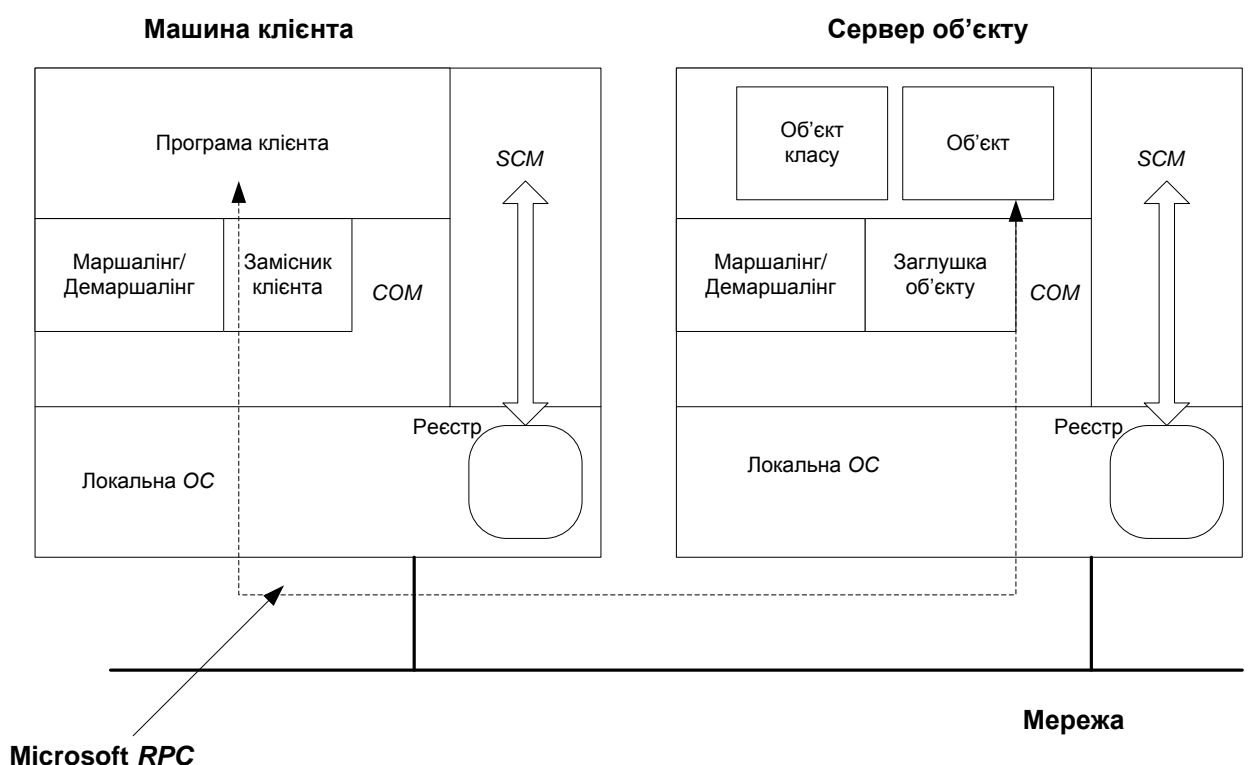 Машина клієнта
Сервер об’єкту
Програма клієнта
SCM
Маршалінг/
Демаршалінг
Замісник
клієнта
COM
Реєстр
Локальна ОС
Об’єкт
класу
Об’єкт
SCM
Маршалінг/
Демаршалінг
Заглушка
об’єкту
COM
Реєстр
Локальна ОС
Мережа
Microsoft RPC